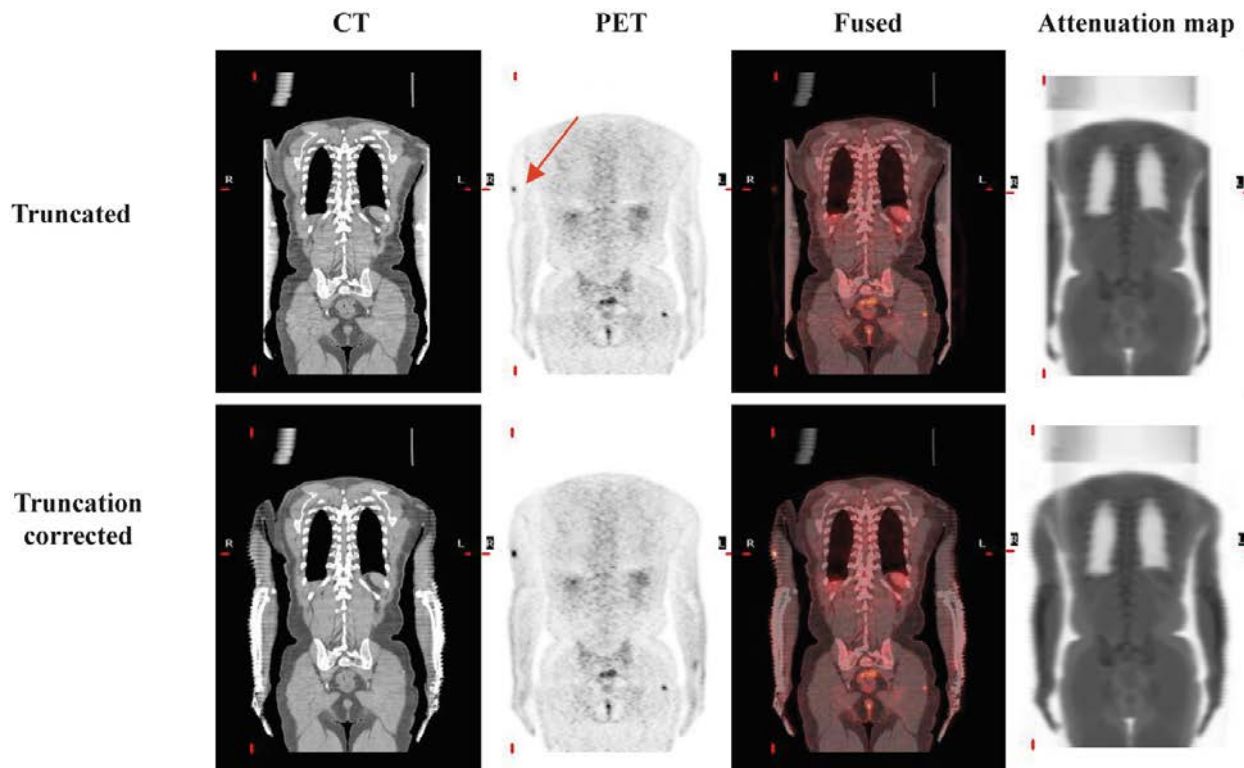 CT PET Fused Attenuation map
R L R L
Truncated
R L R L
Truncation
corrected